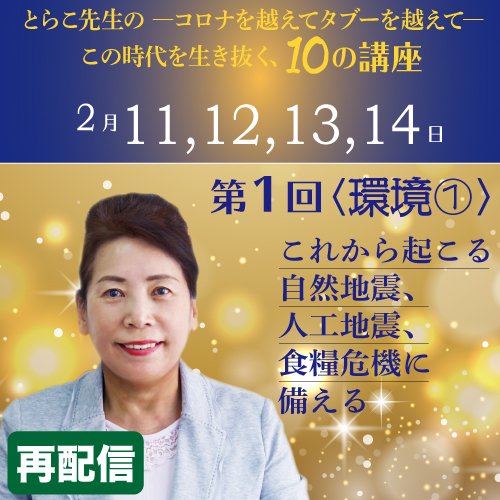 とらこ先生の ―コロナを越えてタブーを越えて―
この時代を生き抜く、10の講座
2月11,12,13,14日
第1回〈環境①〉
これから起こる
自然地震、
人工地震、
食糧危機に
備える
再配信